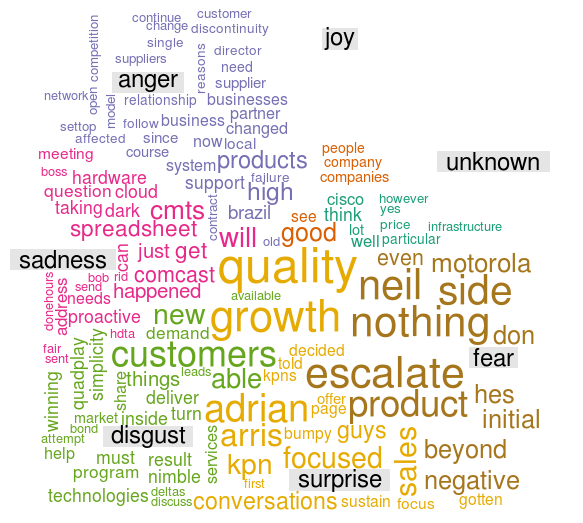 continue
customer
change
discontinuity
competition
single
reasons
director
joy
suppliers
need
anger
supplier
network
open
model
relationship
businesses
partner
settop
follow
business
changed
affected
since
now
local
people
unknown
meeting
course
system
products
company
boss
hardware
support
failure
companies
question
cloud
high
contract
cisco
however
taking
dark
cmts
brazil
see
think
yes
spreadsheet
will
old
good
lot
price
infrastructure
well
particular
sadness
can
just
get
quality
even
motorola
bob
rid
comcast
neil
side
send
needs
happened
available
donehours
address
proactive
new
growth
nothing
hdta
demand
don
fair
sent
simplicity
customers
decided
fear
quadplay
things
leads
able
told
kpns
escalate
winning
share
deliver
adrian
offer
page
product
hes
market
inside
turn
initial
bond
attempt
disgust
services
arris
bumpy
guys
sales
help
must
result
kpn
focused
beyond
program
nimble
surprise
negative
technologies
deltas
discuss
first
conversations
sustain
focus
gotten